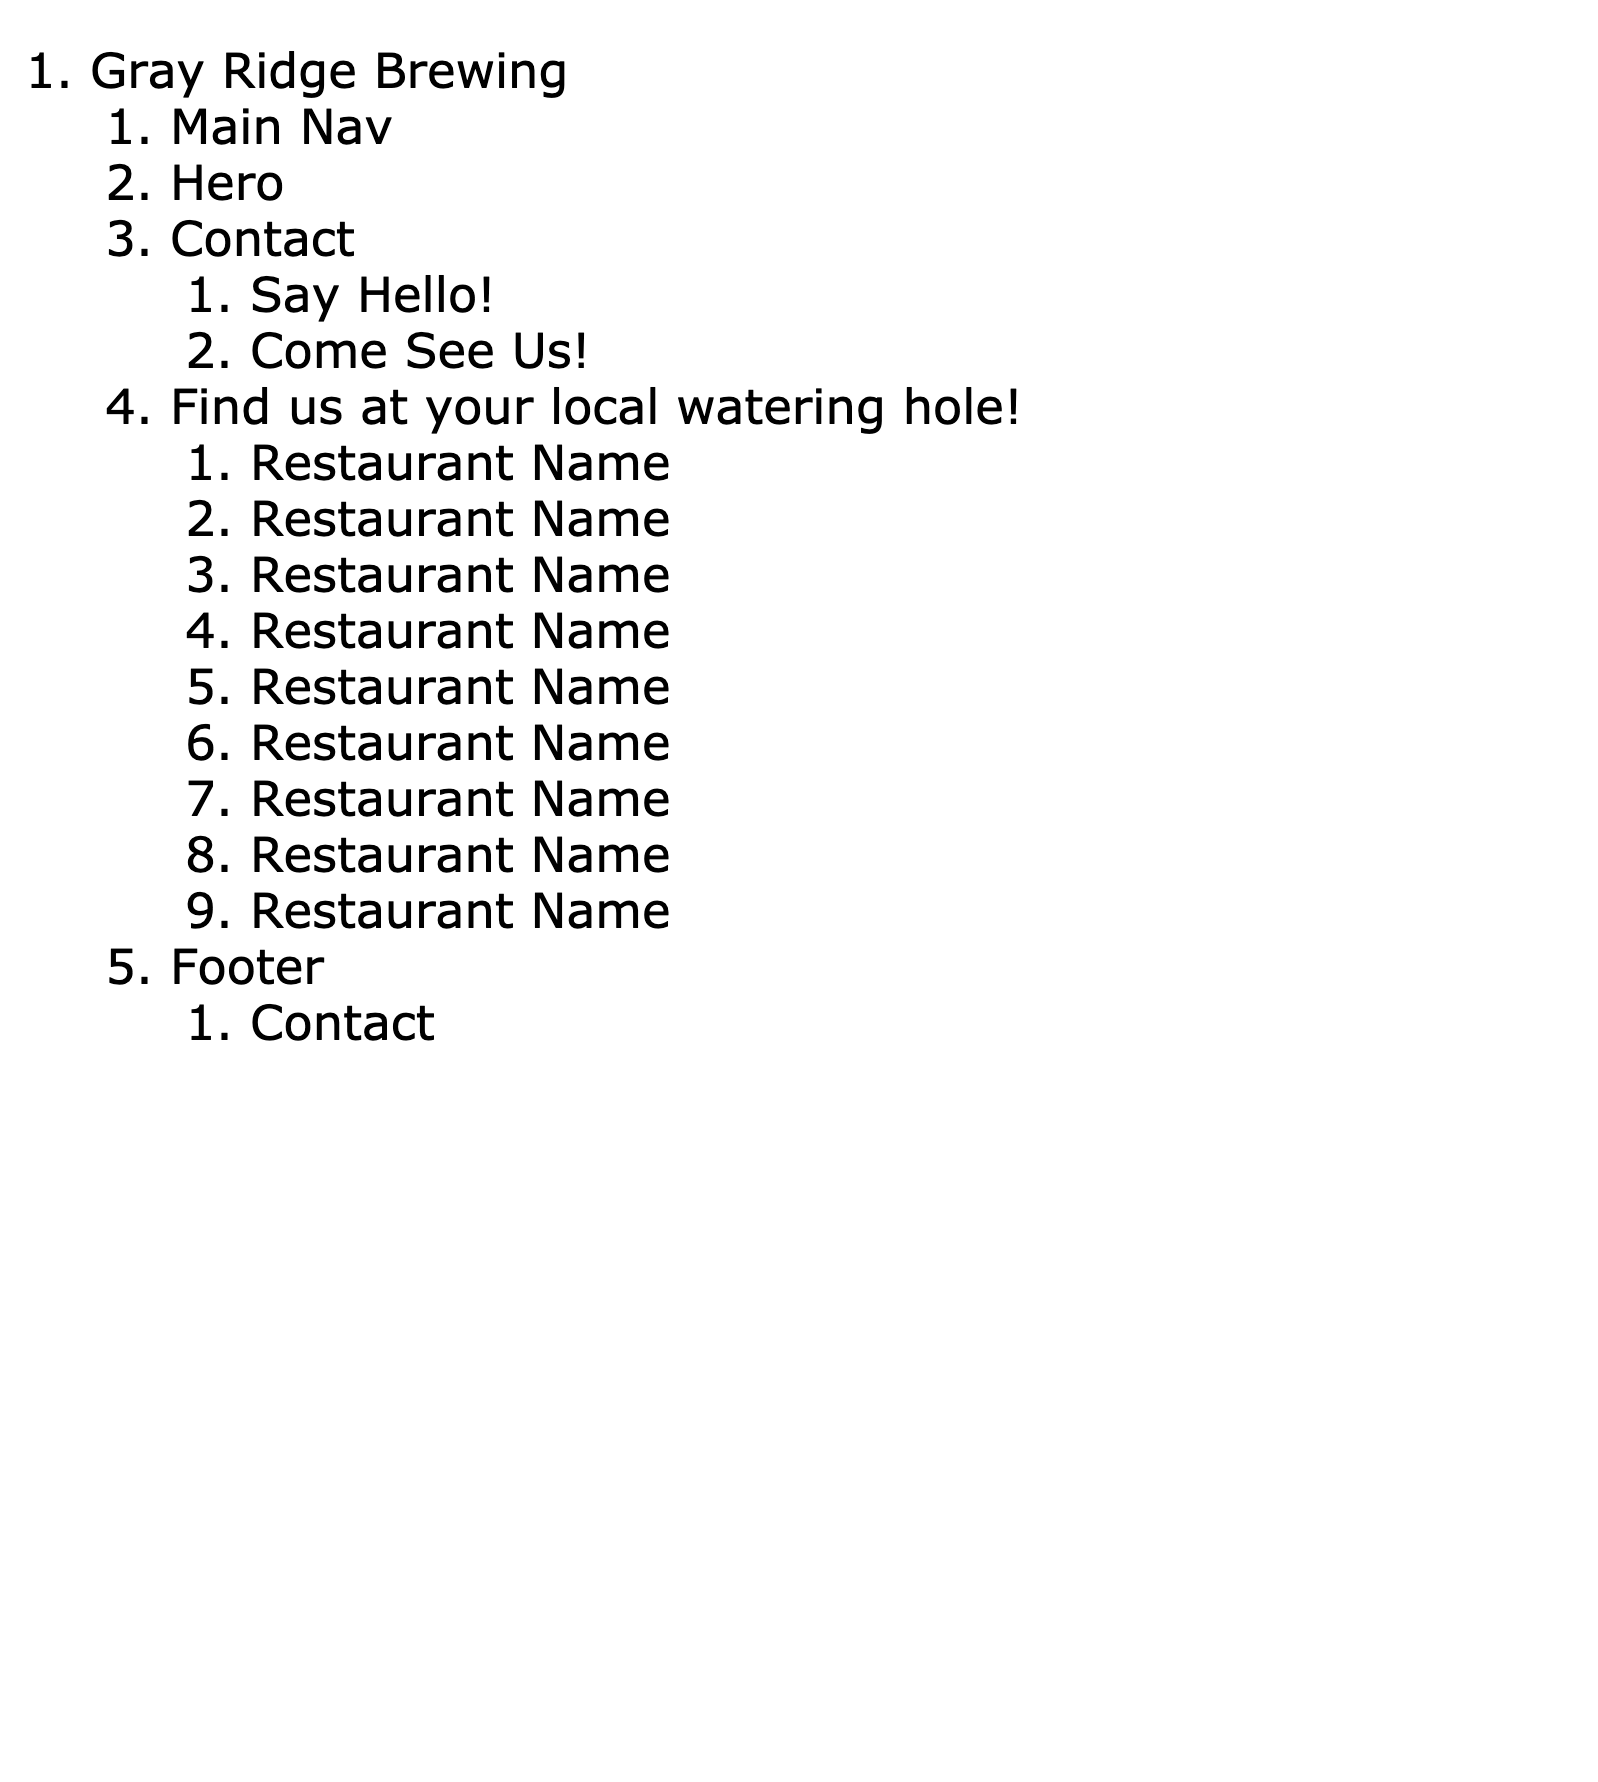 1. Gray Ridge Brewing
1. Main Nav
2. Hero
3. Contact
1. Say Hello!
2. Come See Us!
4. Find us at your local watering hole!
1. Restaurant Name
2. Restaurant Name
3. Restaurant Name
4. Restaurant Name
5. Restaurant Name
6. Restaurant Name
7. Restaurant Name
8. Restaurant Name
9. Restaurant Name
5. Footer
1. Contact